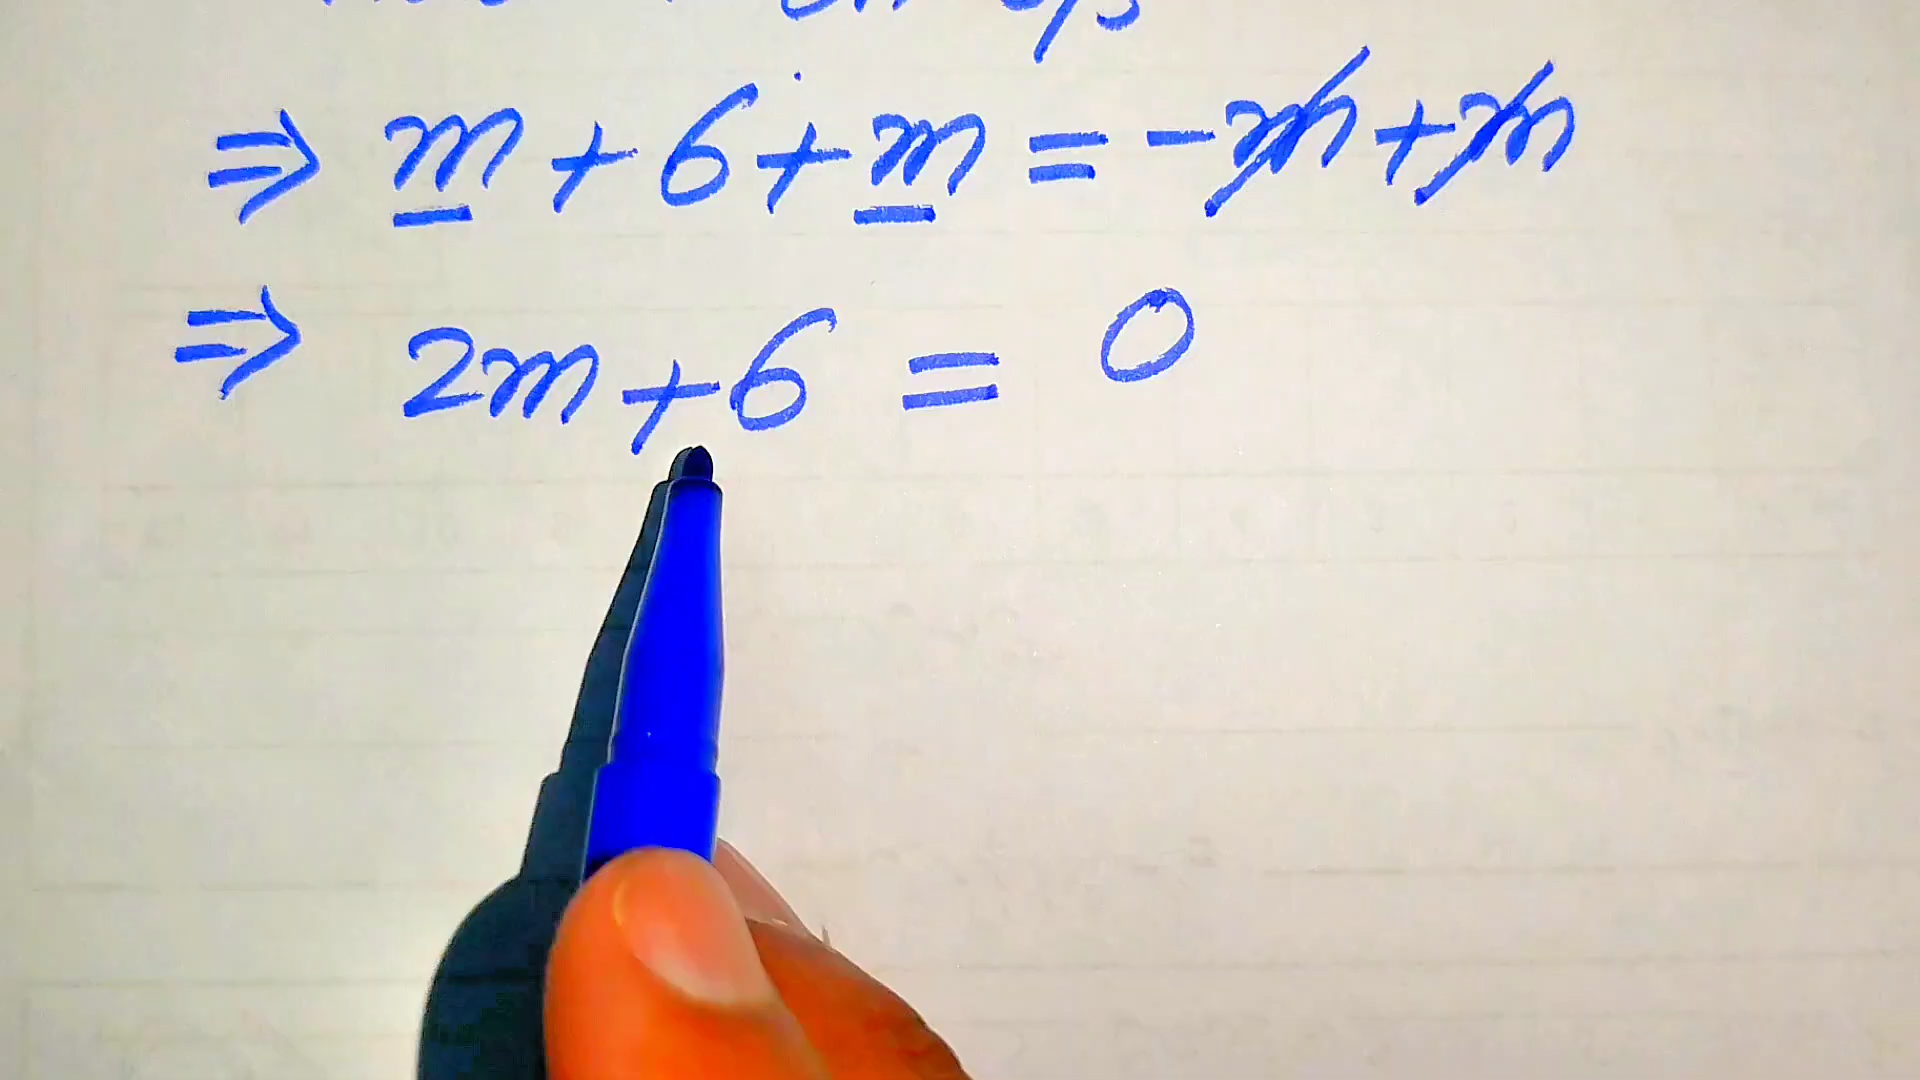 ⇒ m + 6 + m = - m + m
⇒ 2m + 6 = 0